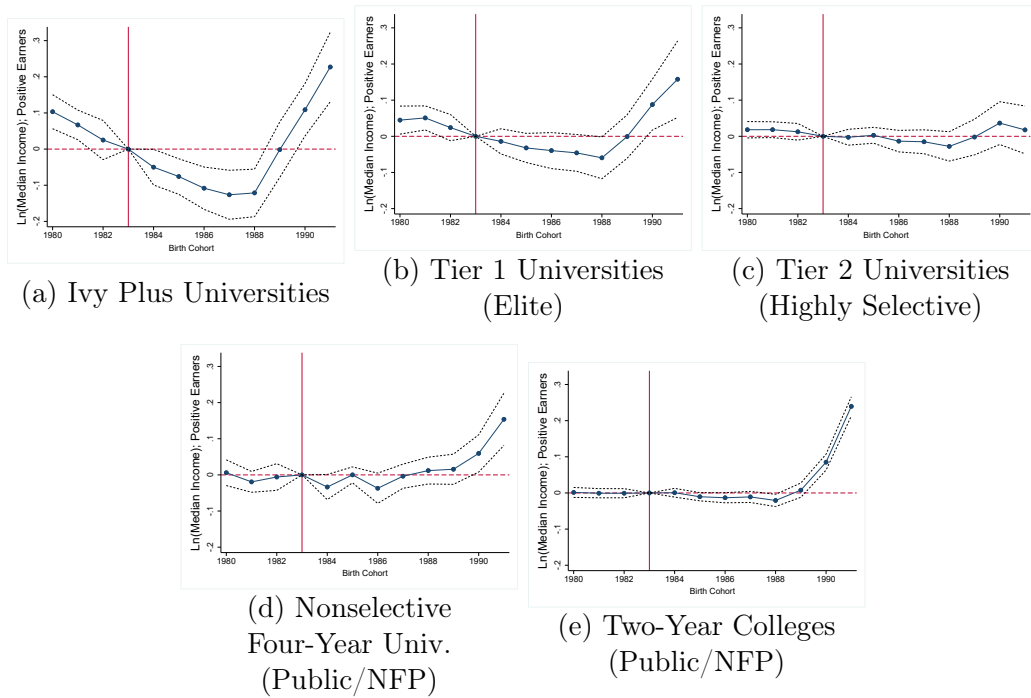 Ln(Median Income); Positive Earners
.3
.2
.1
0
-.1
-.2
1980 1982 1984 1986 1988 1990
Birth Cohort
(a) Ivy Plus Universities
Ln(Median Income); Positive Earners
.3
.2
.1
0
-.1
-.2
1980 1982 1984 1986 1988 1990
Birth Cohort
(b) Tier 1 Universities
(Elite)
Ln(Median Income); Positive Earners
.3
.2
.1
0
-.1
-.2
1980 1982 1984 1986 1988 1990
Birth Cohort
(c) Tier 2 Universities
(Highly Selective)
Ln(Median Income); Positive Earners
.3
.2
.1
0
-.1
-.2
1980 1982 1984 1986 1988 1990
Birth Cohort
(d) Nonselective
Four-Year Univ.
(Public/NFP)
Ln(Median Income); Positive Earners
.3
.2
.1
0
-.1
-.2
1980 1982 1984 1986 1988 1990
Birth Cohort
(e) Two-Year Colleges
(Public/NFP)